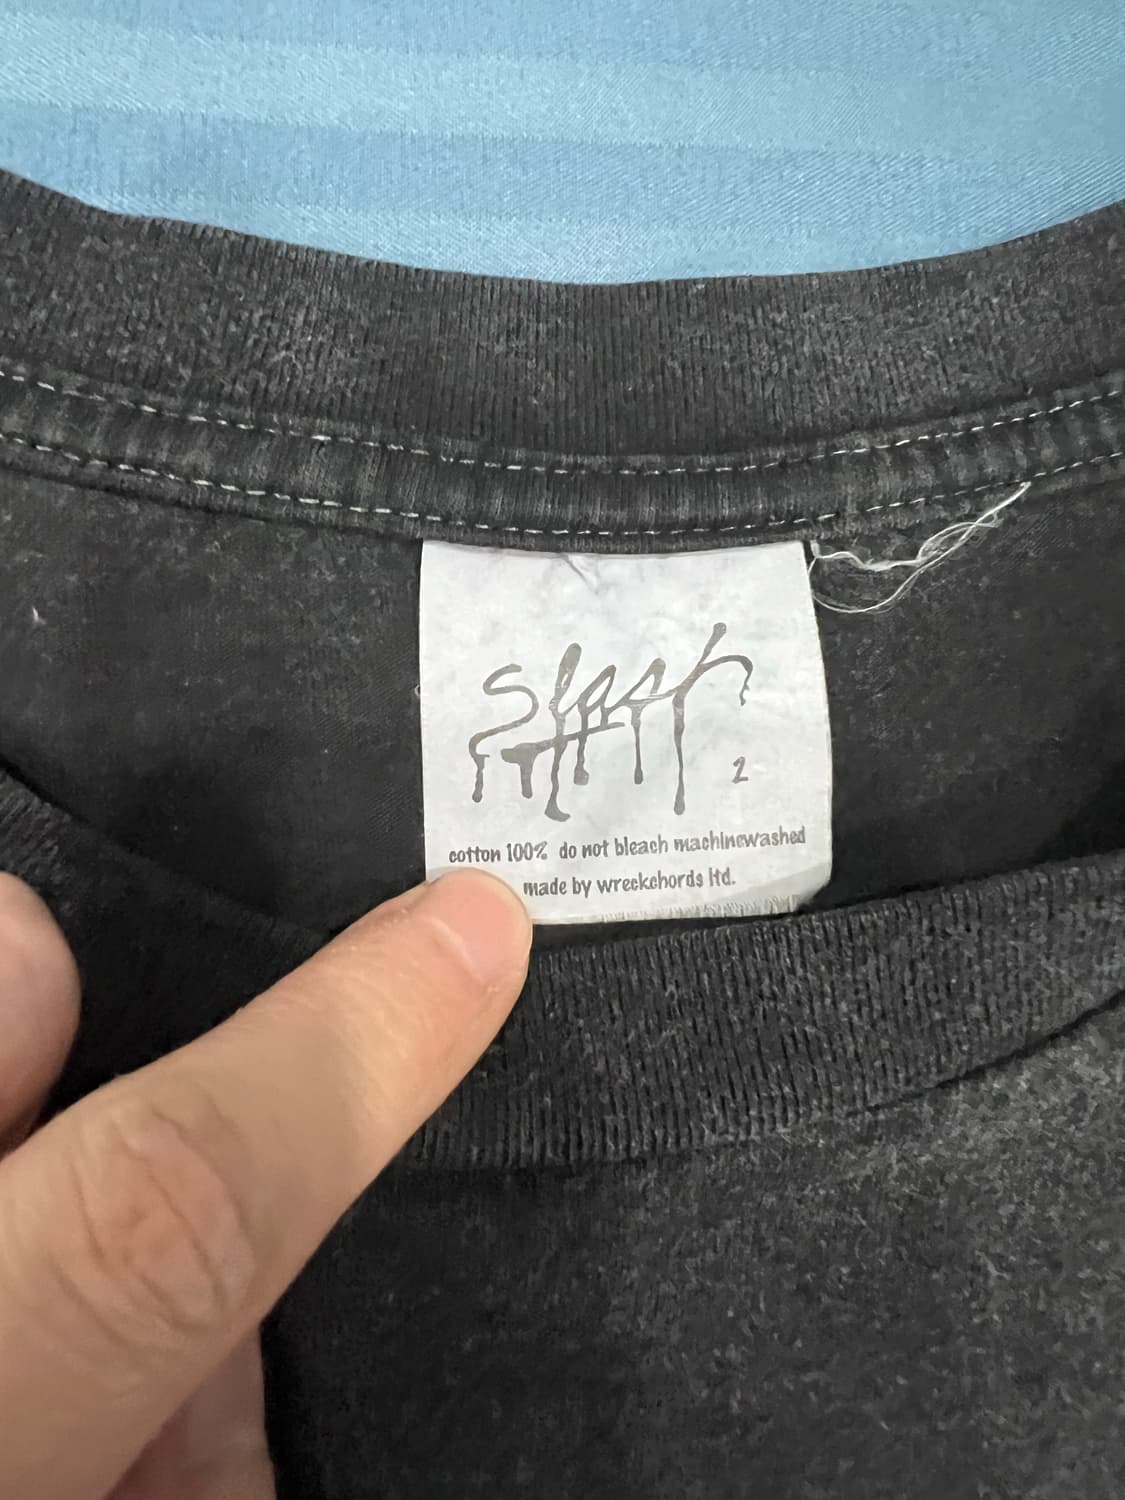 Slash
2
cotton 100% do not bleach machinewashed
made by wreckchords ltd.